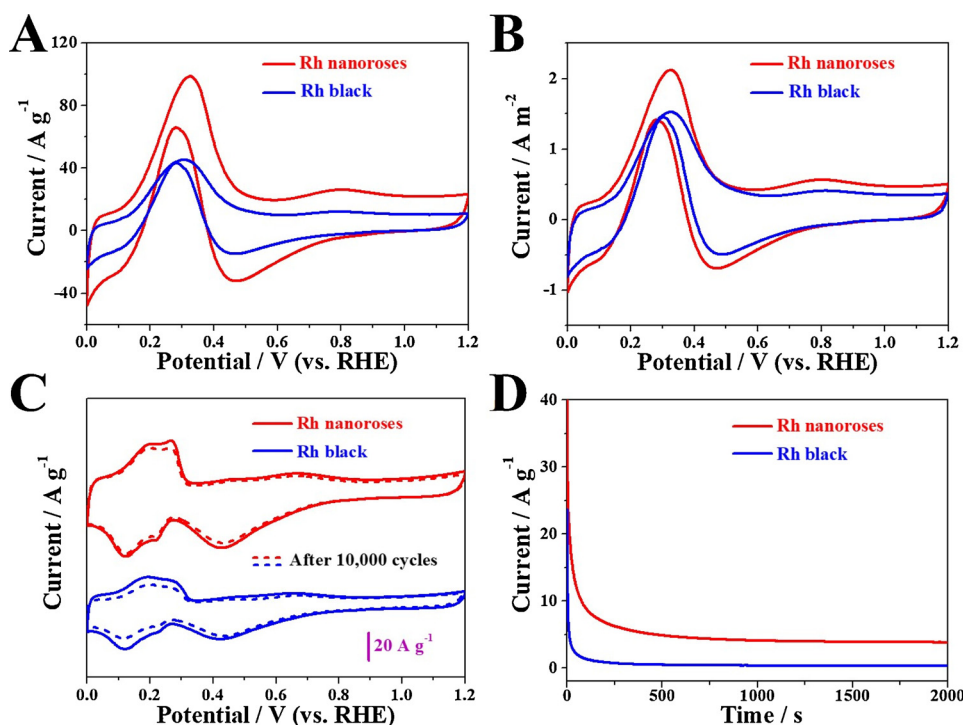 A
Current / A g⁻¹
120
80
40
0
-40
Rh nanoroses
Rh black
0.0 0.2 0.4 0.6 0.8 1.0 1.2
Potential / V (vs. RHE)
B
Current / A m⁻²
2
1
0
-1
Rh nanoroses
Rh black
0.0 0.2 0.4 0.6 0.8 1.0 1.2
Potential / V (vs. RHE)
C
Current / A g⁻¹
Rh nanoroses
Rh black
After 10,000 cycles
20 A g⁻¹
0.0 0.2 0.4 0.6 0.8 1.0 1.2
Potential / V (vs. RHE)
D
Current / A g⁻¹
40
30
20
10
0
Rh nanoroses
Rh black
0 500 1000 1500 2000
Time / s